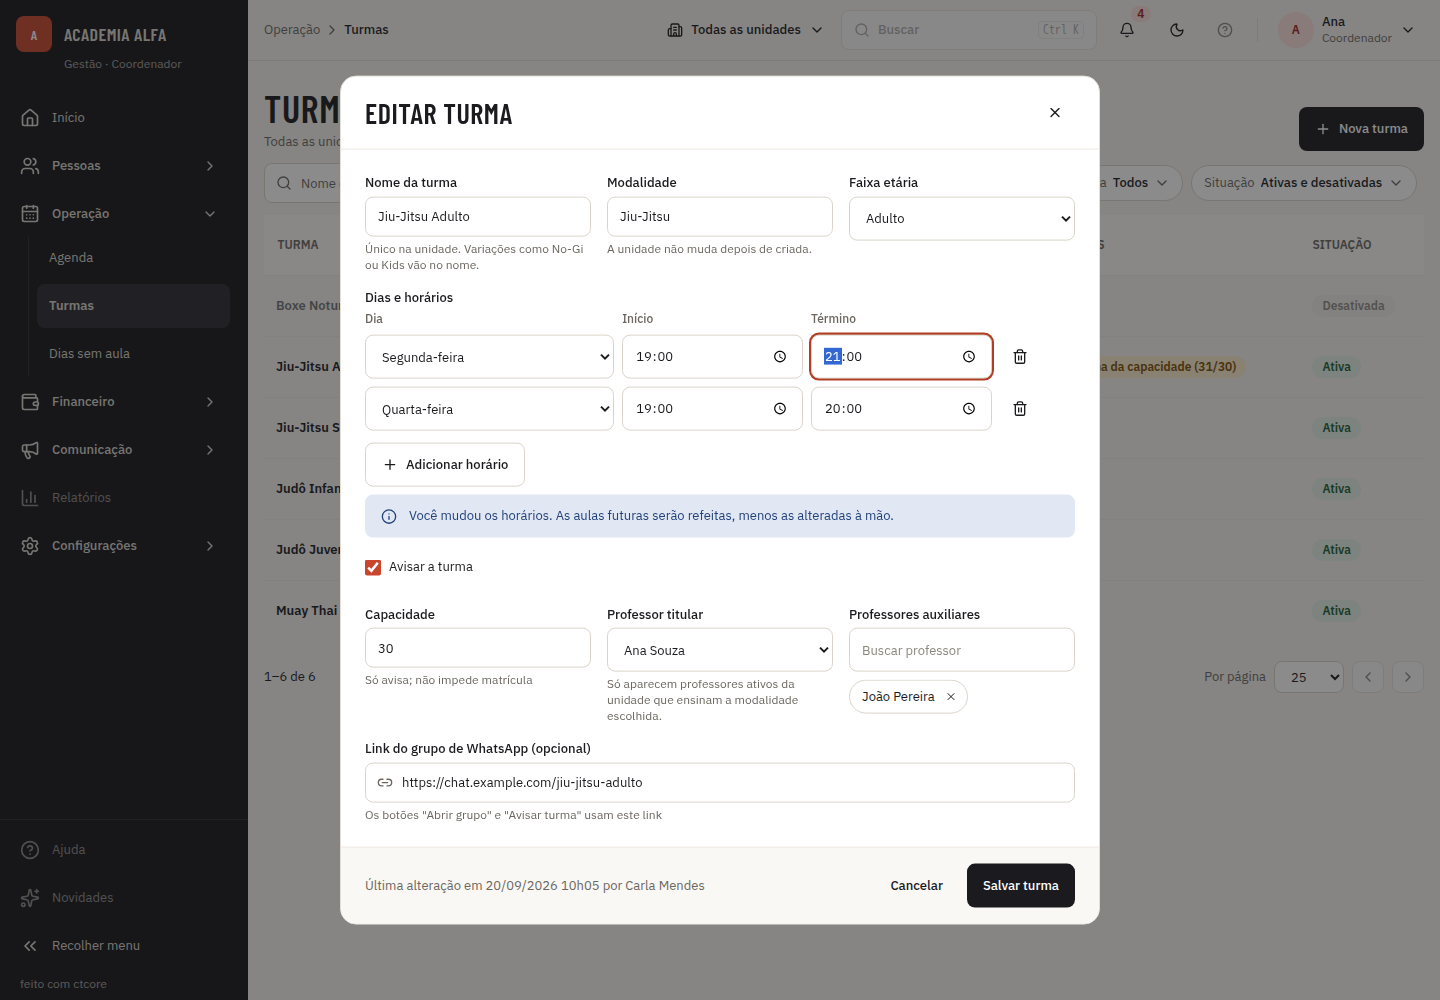 A
ACADEMIA ALFA
Gestão · Coordenador
Início
Pessoas
Operação
Agenda
Turmas
Dias sem aula
Financeiro
Comunicação
Relatórios
Configurações
Ajuda
Novidades
Recolher menu
feito com ctcore
Operação > Turmas
Todas as unidades
Buscar
Ctrl K
4
A
Ana
Coordenador
TURM
Todas as unid
Nova turma
Nome
Todos
Situação Ativas e desativadas
TURMA
S
SITUAÇÃO
Boxe Notu
Desativada
Jiu-Jitsu A
a da capacidade (31/30)
Ativa
Jiu-Jitsu S
Ativa
Judô Infan
Ativa
Judô Juve
Ativa
Muay Thai
Ativa
1–6 de 6
Por página
25
EDITAR TURMA
Nome da turma
Modalidade
Faixa etária
Jiu-Jitsu Adulto
Jiu-Jitsu
Adulto
Único na unidade. Variações como No-Gi
ou Kids vão no nome.
A unidade não muda depois de criada.
Dias e horários
Dia
Início
Término
Segunda-feira
19:00
21:00
Quarta-feira
19:00
20:00
Adicionar horário
Você mudou os horários. As aulas futuras serão refeitas, menos as alteradas à mão.
Avisar a turma
Capacidade
Professor titular
Professores auxiliares
30
Ana Souza
Buscar professor
Só avisa; não impede matrícula
Só aparecem professores ativos da
unidade que ensinam a modalidade
escolhida.
João Pereira
Link do grupo de WhatsApp (opcional)
https://chat.example.com/jiu-jitsu-adulto
Os botões "Abrir grupo" e "Avisar turma" usam este link
Última alteração em 20/09/2026 10h05 por Carla Mendes
Cancelar
Salvar turma